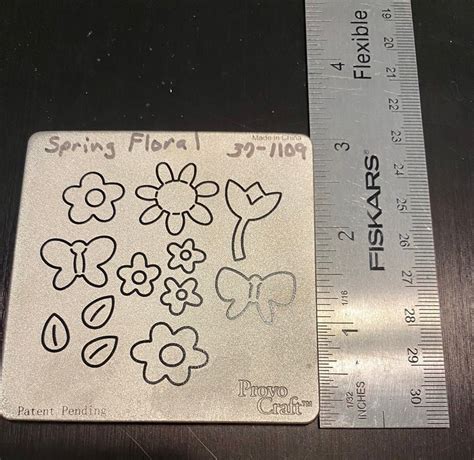 Made in China
Spring Floral 37-1109
Provo
Craft™
Patent Pending
Flexible
FISKARS®
4
3
2
1
1/16
1/32
INCHES
19
20
21
22
23
24
25
26
27
28
29
30